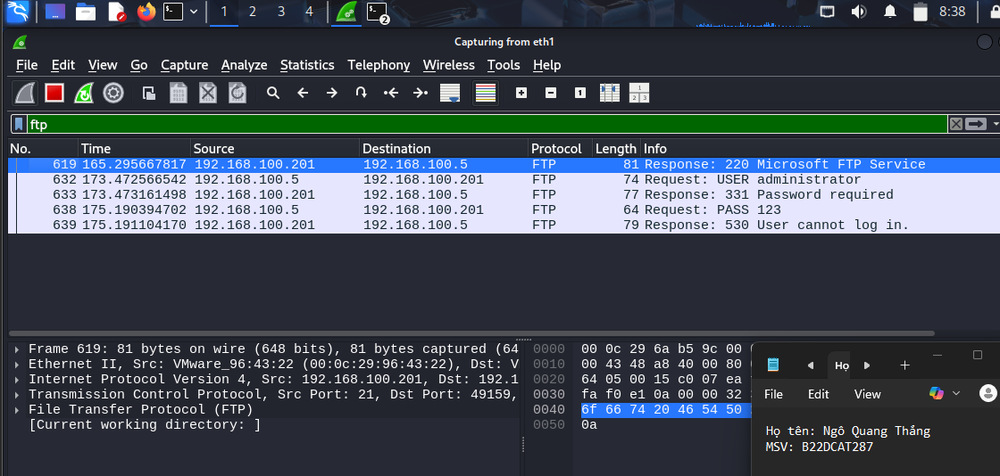 1 2 3 4 2 8:38
Capturing from eth1
File Edit View Go Capture Analyze Statistics Telephony Wireless Tools Help
ftp
No. Time Source Destination Protocol Length Info
619 165.295667817 192.168.100.201 192.168.100.5 FTP 81 Response: 220 Microsoft FTP Service
632 173.472566542 192.168.100.5 192.168.100.201 FTP 74 Request: USER administrator
633 173.473161498 192.168.100.201 192.168.100.5 FTP 77 Response: 331 Password required
638 175.190394702 192.168.100.5 192.168.100.201 FTP 64 Request: PASS 123
639 175.191104170 192.168.100.201 192.168.100.5 FTP 79 Response: 530 User cannot log in.
Frame 619: 81 bytes on wire (648 bits), 81 bytes captured (64
Ethernet II, Src: VMware_96:43:22 (00:0c:29:96:43:22), Dst: V
Internet Protocol Version 4, Src: 192.168.100.201, Dst: 192.1
Transmission Control Protocol, Src Port: 21, Dst Port: 49159,
File Transfer Protocol (FTP)
[Current working directory: ]
0000 00 0c 29 6a b5 9c 00
0010 00 43 48 a8 40 00 80
0020 64 05 00 15 c0 07 ea
0030 fa f0 e1 0a 00 00 32
0040 6f 66 74 20 46 54 50
0050 0a
Họ
File Edit View
Họ tên: Ngô Quang Thắng
MSV: B22DCAT287